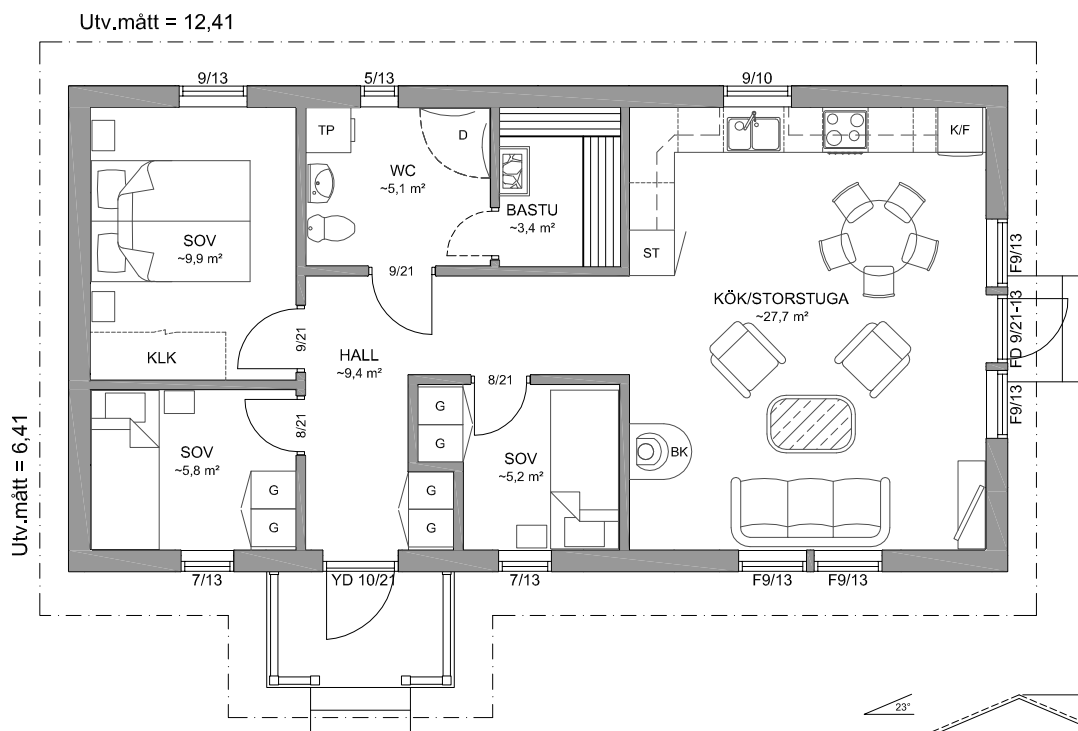 Utv.mått = 12,41
9/13
5/13
9/10
TP
D
K/F
WC
~5,1 m²
BASTU
~3,4 m²
SOV
~9,9 m²
ST
F9/13
9/21
KÖK/STORSTUGA
~27,7 m²
FD 9/21-13
9/21
KLK
HALL
~9,4 m²
8/21
F9/13
G
G
8/21
SOV
~5,8 m²
SOV
~5,2 m²
BK
G
G
G
G
Utv.mått = 6,41
7/13
YD 10/21
7/13
F9/13
F9/13
23°